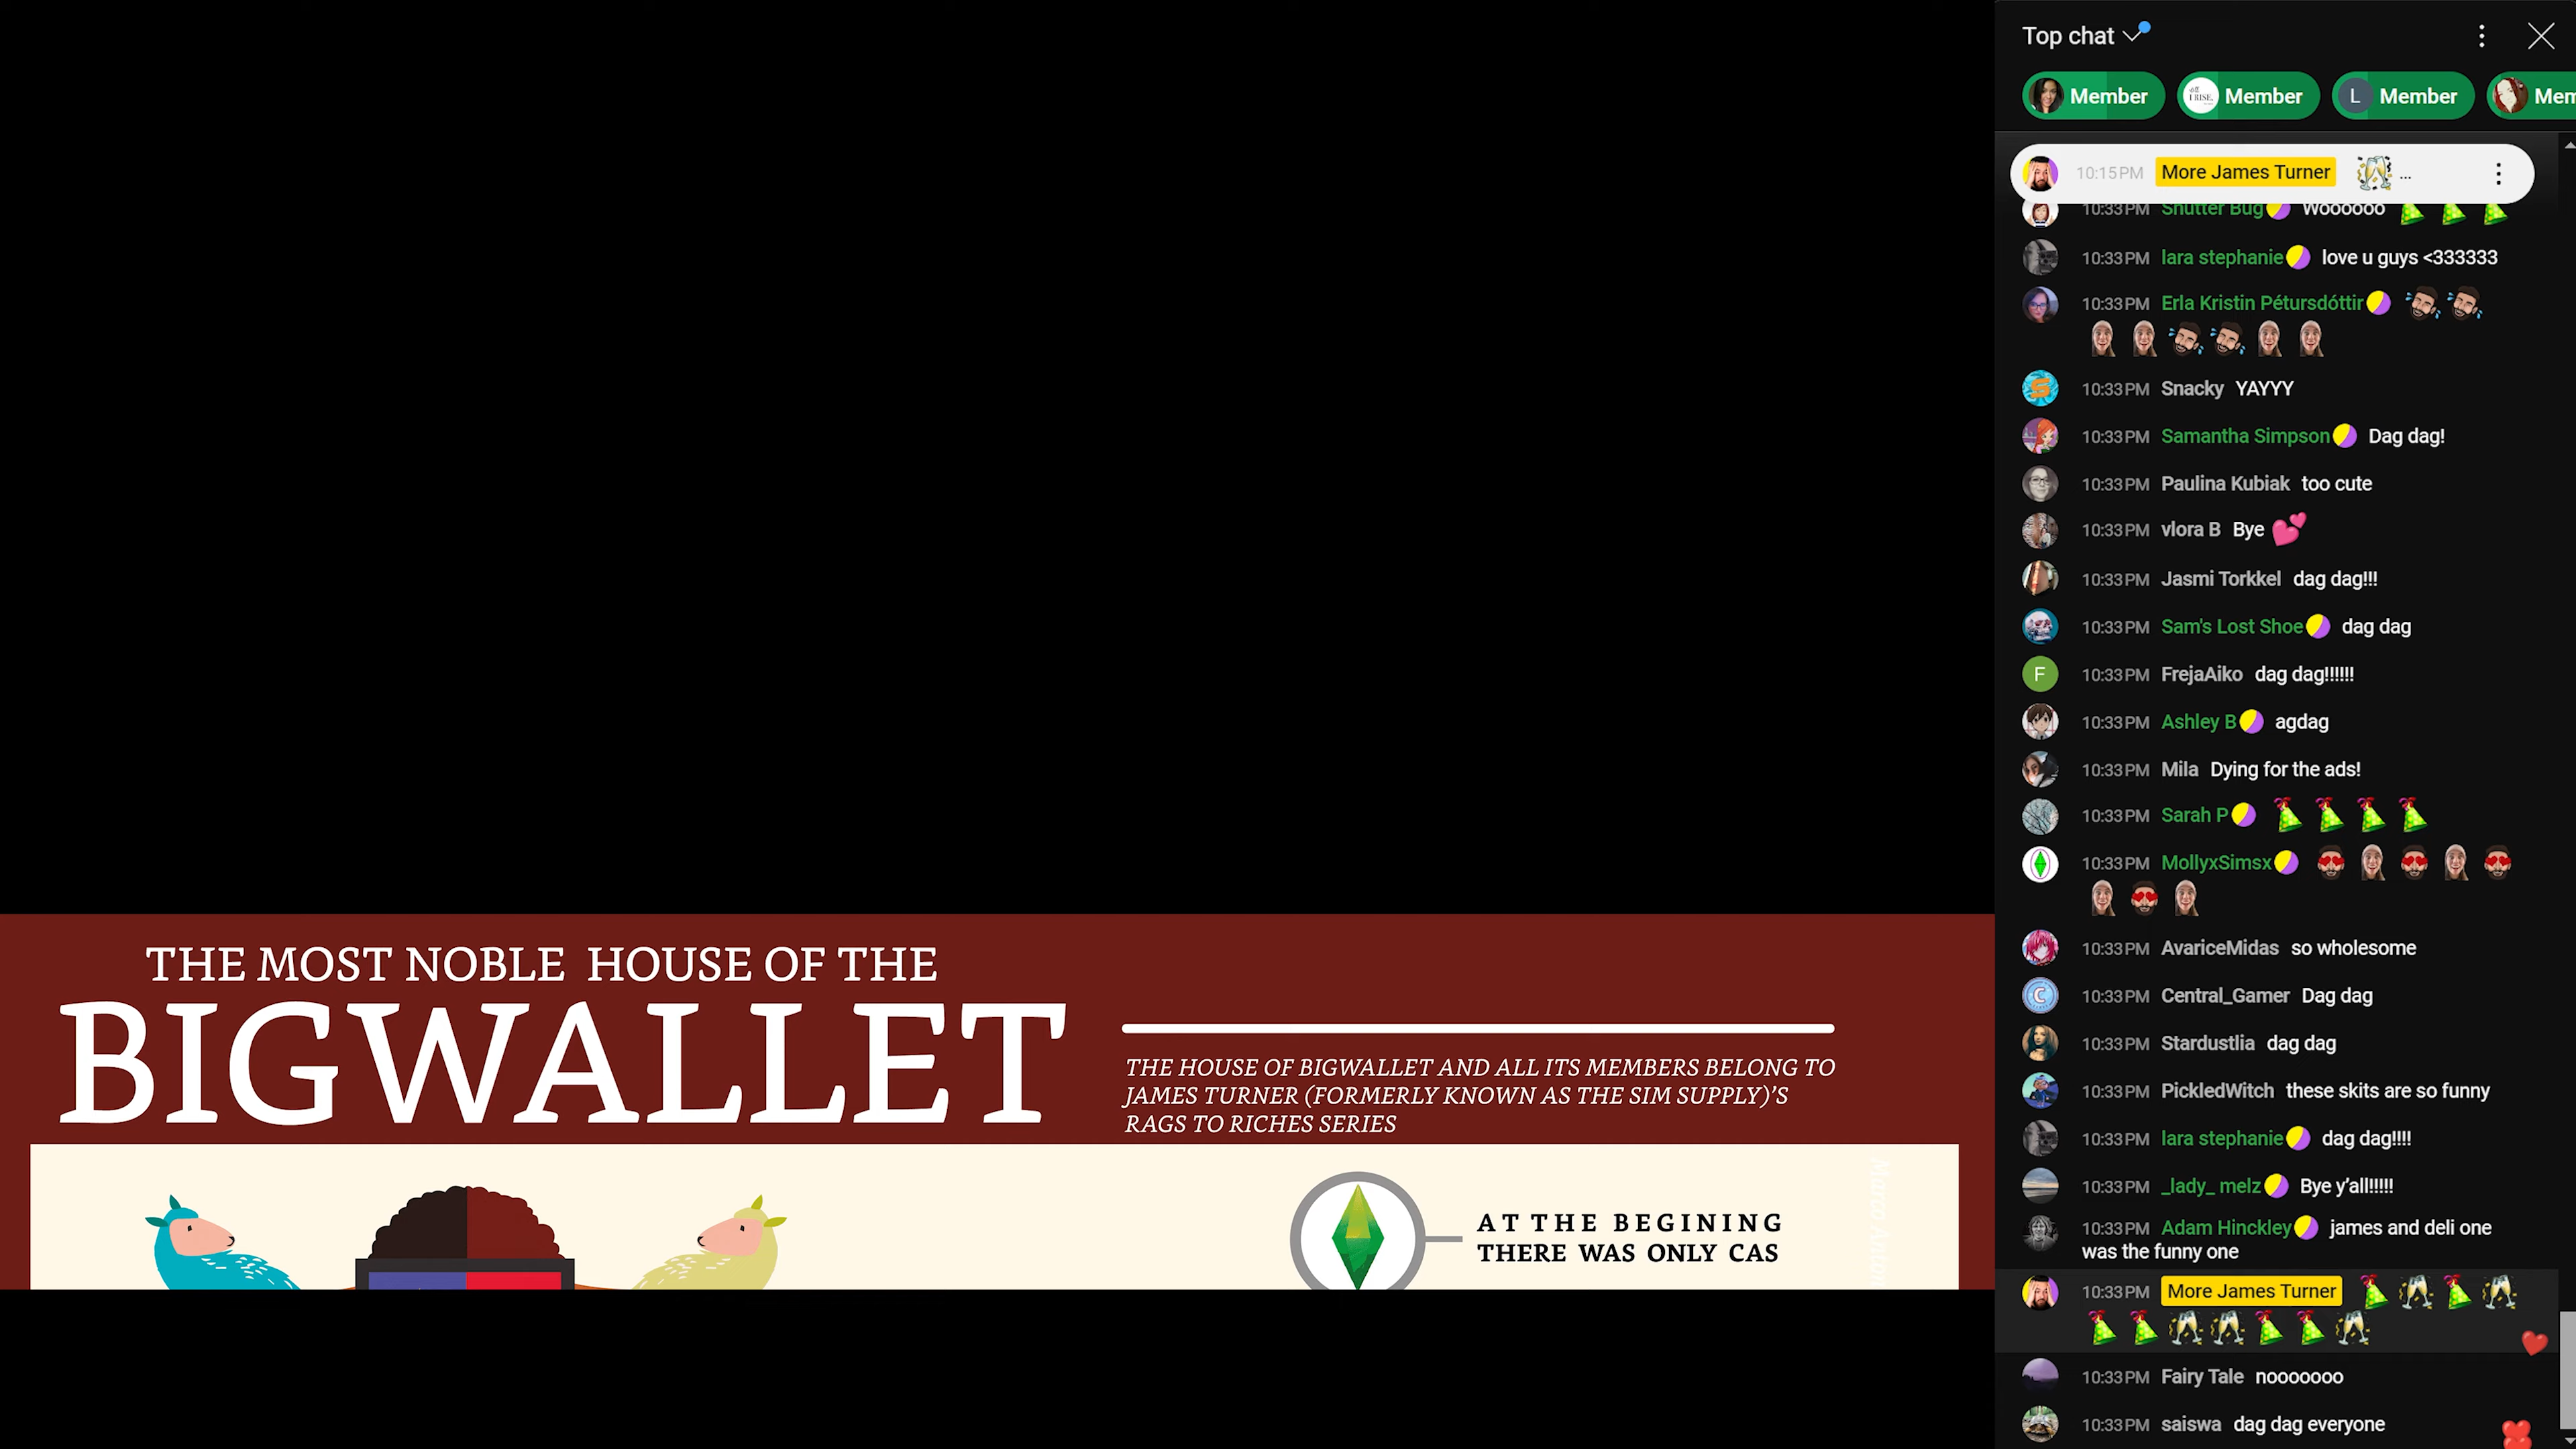 THE MOST NOBLE HOUSE OF THE
BIGWALLET
THE HOUSE OF BIGWALLET AND ALL ITS MEMBERS BELONG TO
JAMES TURNER (FORMERLY KNOWN AS THE SIM SUPPLY)'S
RAGS TO RICHES SERIES
AT THE BEGINING
THERE WAS ONLY CAS
Top chat
Member
Member
L Member
10:15 PM More James Turner ...
10:33 PM Shutter Bug Woooooo
10:33 PM lara stephanie love u guys <333333
10:33 PM Erla Kristin Pétursdóttir
10:33 PM Snacky YAYYY
10:33 PM Samantha Simpson Dag dag!
10:33 PM Paulina Kubiak too cute
10:33 PM vlora B Bye
10:33 PM Jasmi Torkkel dag dag!!!
10:33 PM Sam's Lost Shoe dag dag
F 10:33 PM FrejaAiko dag dag!!!!!!
10:33 PM Ashley B agdag
10:33 PM Mila Dying for the ads!
10:33 PM Sarah P
10:33 PM MollyxSimsx
10:33 PM AvariceMidas so wholesome
C 10:33 PM Central_Gamer Dag dag
10:33 PM Stardustlia dag dag
10:33 PM PickledWitch these skits are so funny
10:33 PM lara stephanie dag dag!!!!
10:33 PM _lady_ melz Bye y'all!!!!!
10:33 PM Adam Hinckley james and deli one
was the funny one
10:33 PM More James Turner
10:33 PM Fairy Tale nooooooo
10:33 PM saiswa dag dag everyone